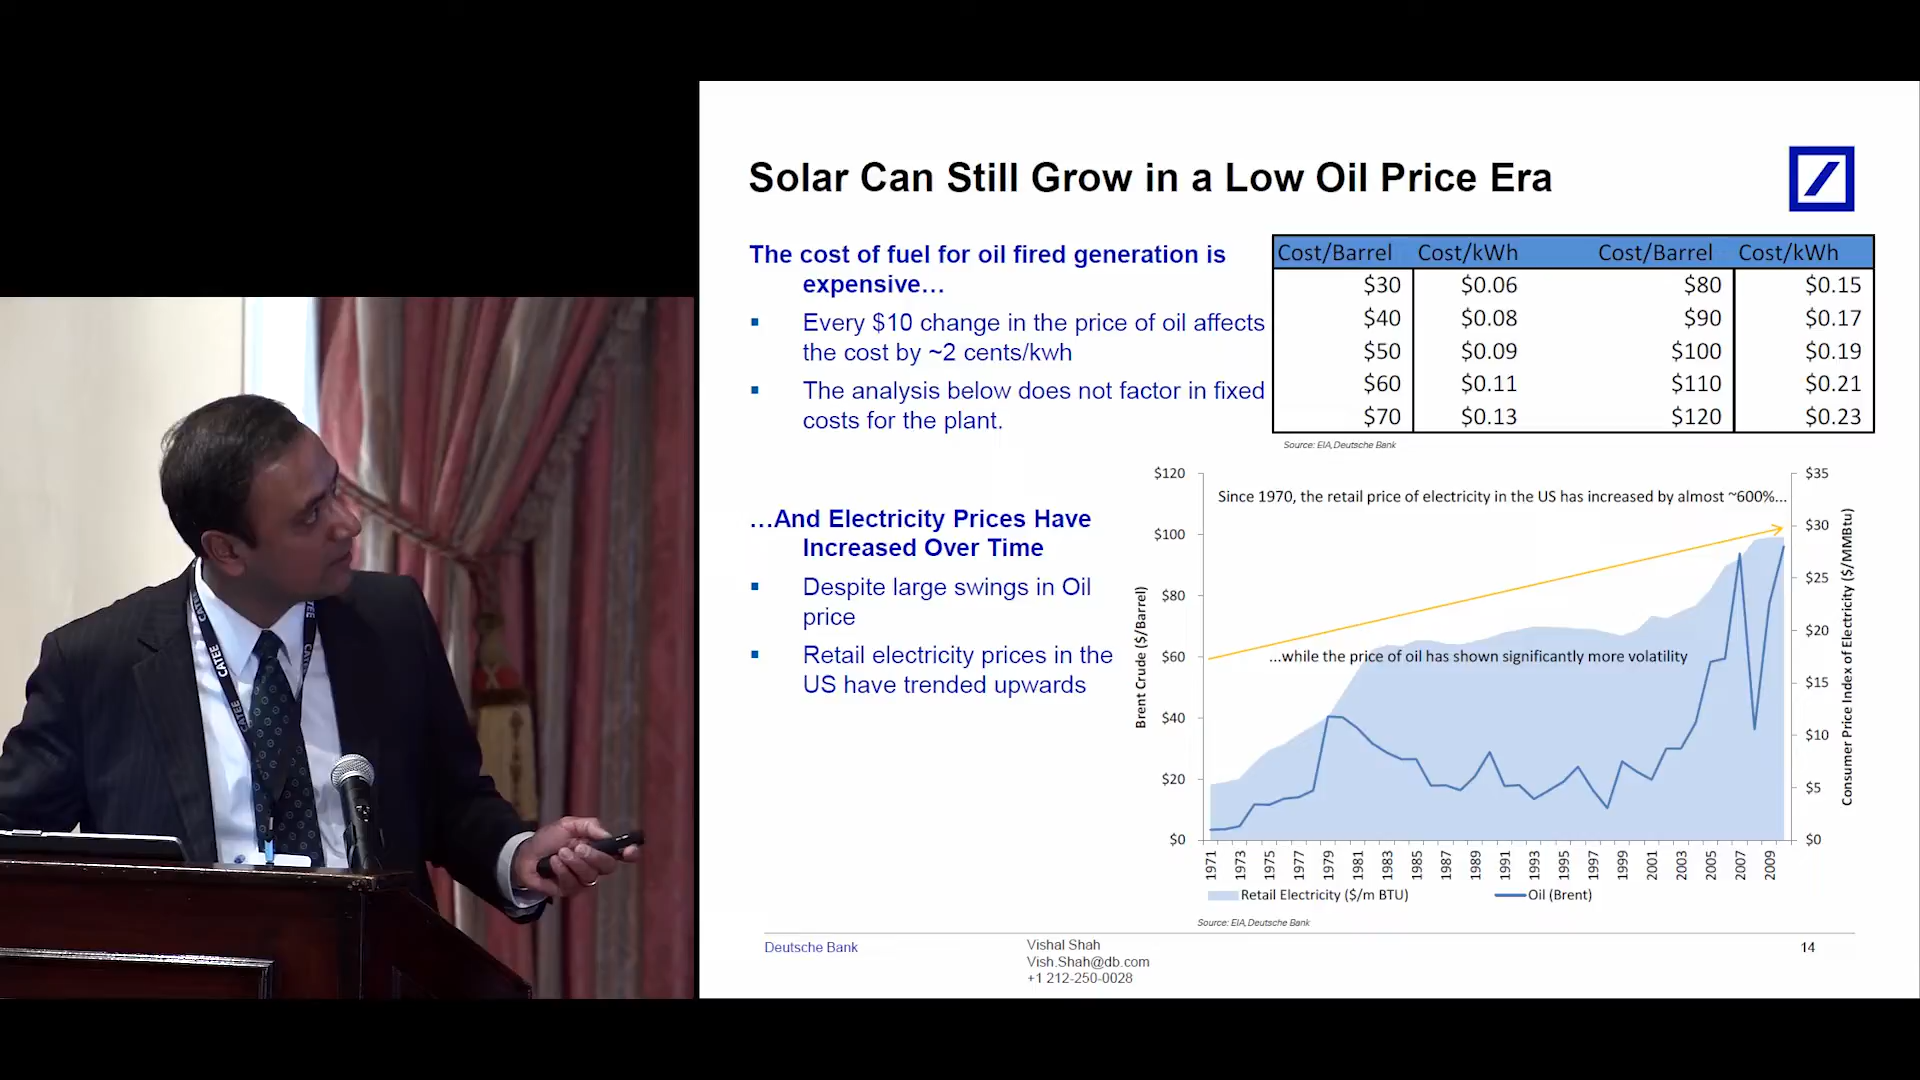 Solar Can Still Grow in a Low Oil Price Era
The cost of fuel for oil fired generation is
expensive…
▪ Every $10 change in the price of oil affects
the cost by ~2 cents/kwh
▪ The analysis below does not factor in fixed
costs for the plant.
Cost/Barrel Cost/kWh Cost/Barrel Cost/kWh
$30 $0.06 $80 $0.15
$40 $0.08 $90 $0.17
$50 $0.09 $100 $0.19
$60 $0.11 $110 $0.21
$70 $0.13 $120 $0.23
Source: EIA,Deutsche Bank
…And Electricity Prices Have
Increased Over Time
▪ Despite large swings in Oil
price
▪ Retail electricity prices in the
US have trended upwards
Since 1970, the retail price of electricity in the US has increased by almost ~600%...
...while the price of oil has shown significantly more volatility
Brent Crude ($/Barrel)
$120
$100
$80
$60
$40
$20
$0
$35
$30
$25
$20
$15
$10
$5
$0
Consumer Price Index of Electricity ($/MMBtu)
1971 1973 1975 1977 1979 1981 1983 1985 1987 1989 1991 1993 1995 1997 1999 2001 2003 2005 2007 2009
Retail Electricity ($/m BTU) Oil (Brent)
Source: EIA,Deutsche Bank
Deutsche Bank
Vishal Shah
Vish.Shah@db.com
+1 212-250-0028
14
CATEE
CATEE
CATEE